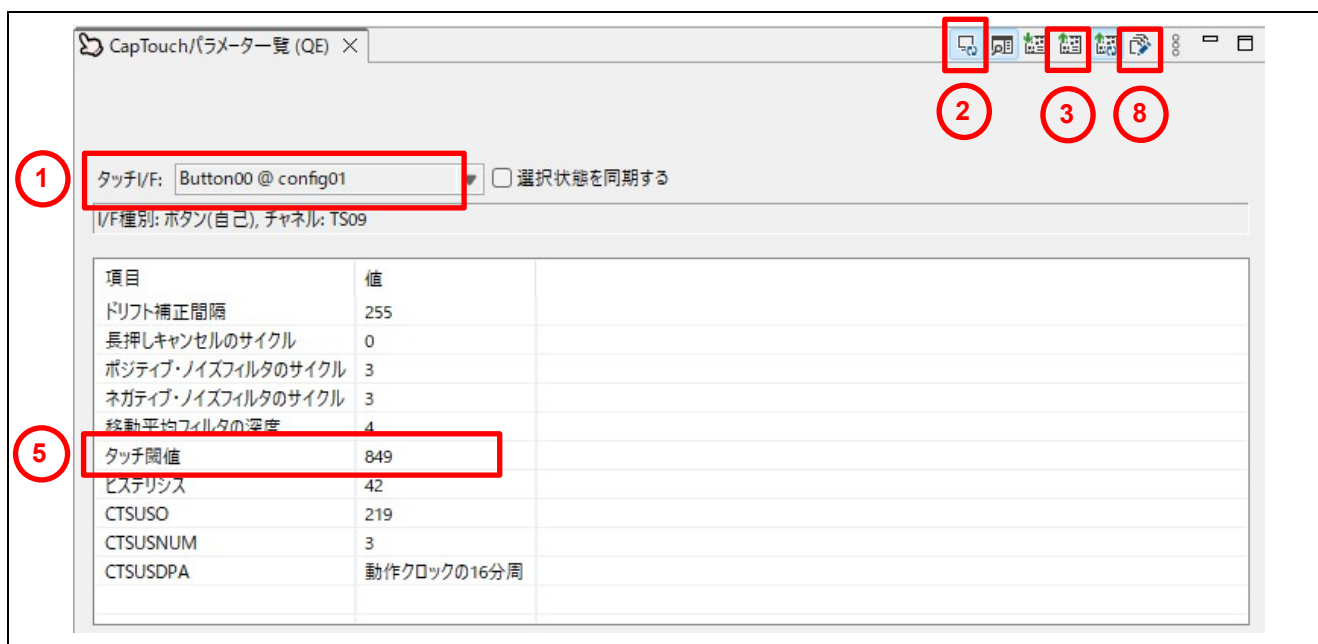 CapTouchパラメーター覧 (QE)
2
3
8
1
タッチI/F: Button00 @ config01
選択状態を同期する
I/F種別: ボタン(自己), チャネル: TS09
項目 値
ドリフト補正間隔 255
長押しキャンセルのサイクル 0
ポジティブ・ノイズフィルタのサイクル 3
ネガティブ・ノイズフィルタのサイクル 3
移動平均フィルタの深度 4
5
タッチ閾値 849
ヒステリシス 42
CTSUSO 219
CTSUSNUM 3
CTSUSDPA 動作クロックの16分周